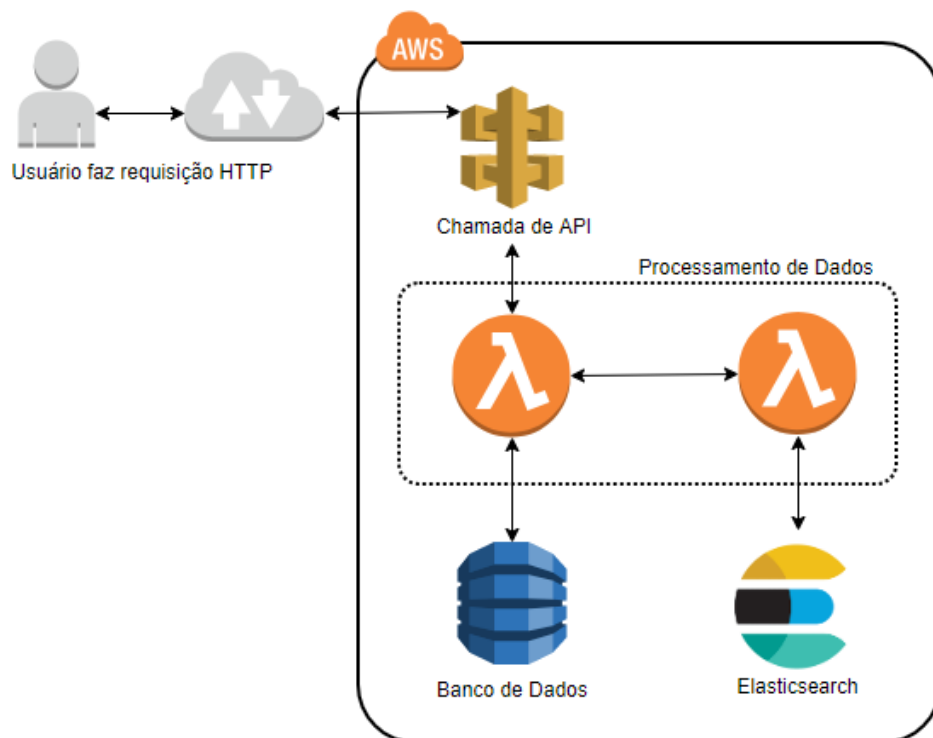 AWS
Usuário faz requisição HTTP
Chamada de API
Processamento de Dados
λ
λ
Banco de Dados
Elasticsearch